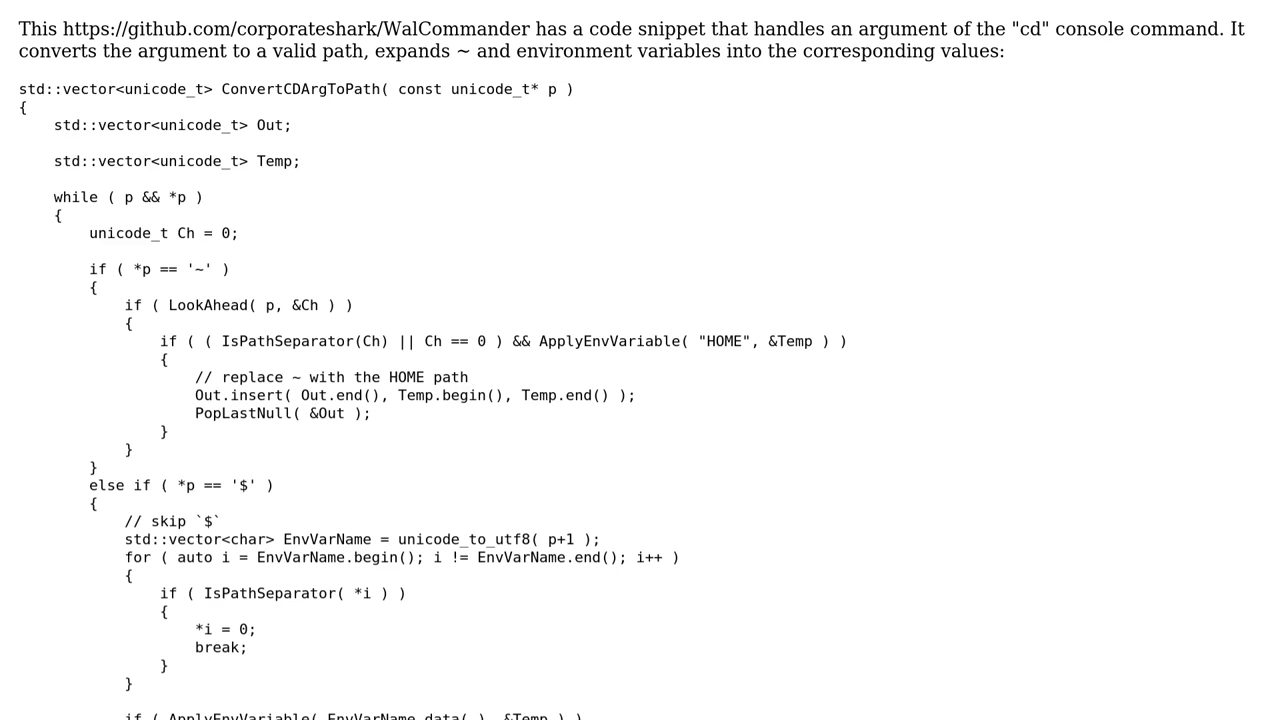 This https://github.com/corporateshark/WalCommander has a code snippet that handles an argument of the "cd" console command. It
converts the argument to a valid path, expands ~ and environment variables into the corresponding values:
std::vector<unicode_t> ConvertCDArgToPath( const unicode_t* p )
{
    std::vector<unicode_t> Out;
    std::vector<unicode_t> Temp;
    while ( p && *p )
    {
        unicode_t Ch = 0;
        if ( *p == '~' )
        {
            if ( LookAhead( p, &Ch ) )
            {
                if ( ( IsPathSeparator(Ch) || Ch == 0 ) && ApplyEnvVariable( "HOME", &Temp ) )
                {
                    // replace ~ with the HOME path
                    Out.insert( Out.end(), Temp.begin(), Temp.end() );
                    PopLastNull( &Out );
                }
            }
        }
        else if ( *p == '$' )
        {
            // skip `$`
            std::vector<char> EnvVarName = unicode_to_utf8( p+1 );
            for ( auto i = EnvVarName.begin(); i != EnvVarName.end(); i++ )
            {
                if ( IsPathSeparator( *i ) )
                {
                    *i = 0;
                    break;
                }
            }
            if ( ApplyEnvVariable( EnvVarName.data( ), &Temp ) )